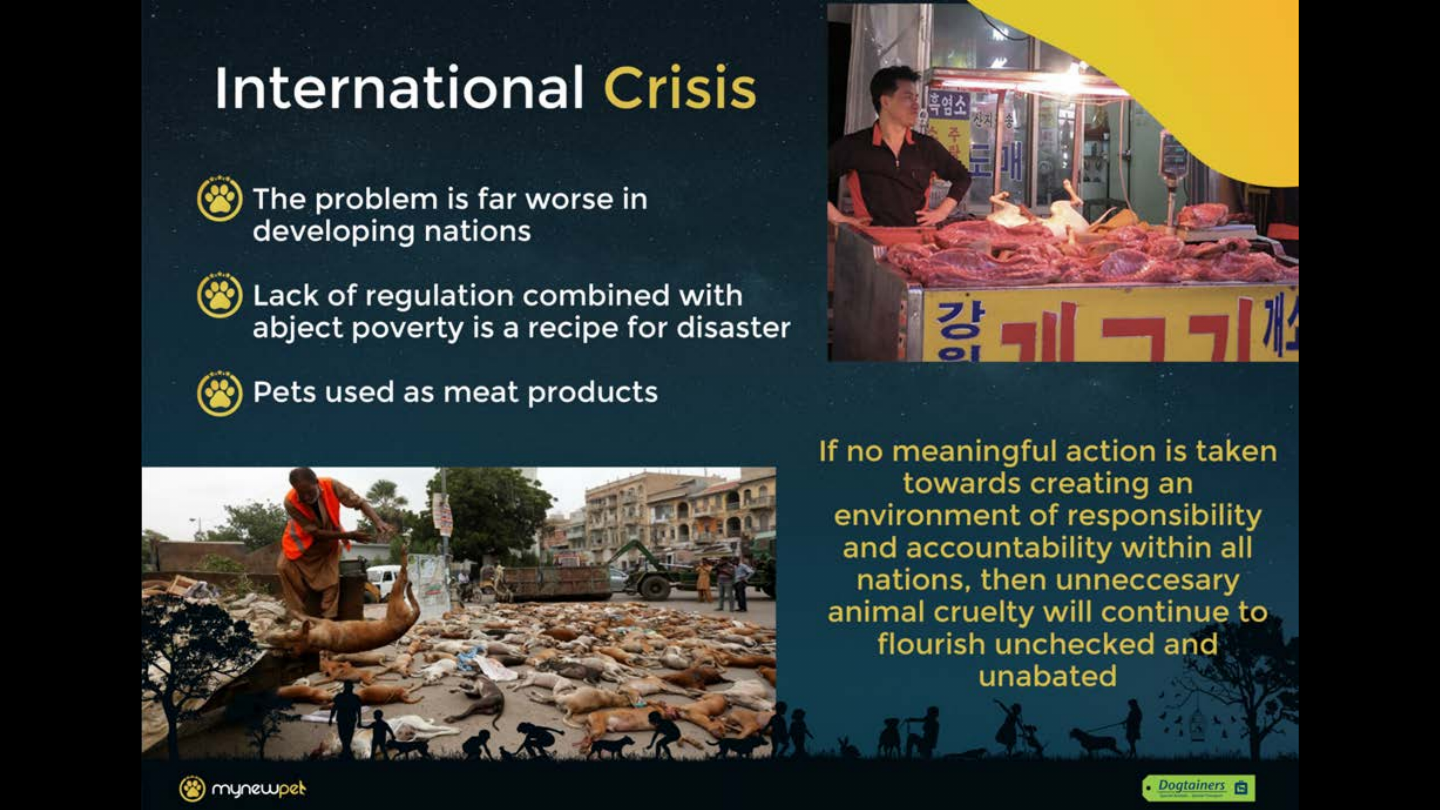 International Crisis
The problem is far worse in
developing nations
Lack of regulation combined with
abject poverty is a recipe for disaster
Pets used as meat products
흑염소
도매
강원
개고기
개소
If no meaningful action is taken
towards creating an
environment of responsibility
and accountability within all
nations, then unneccesary
animal cruelty will continue to
flourish unchecked and
unabated
mynewpet
Dogtainers